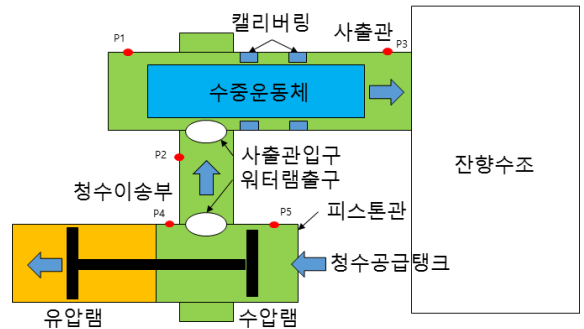 캘리버링
사출관
P1
P3
수중운동체
P2
사출관입구
워터램출구
잔향수조
청수이송부
P4
P5
피스톤관
청수공급탱크
유압램
수압램